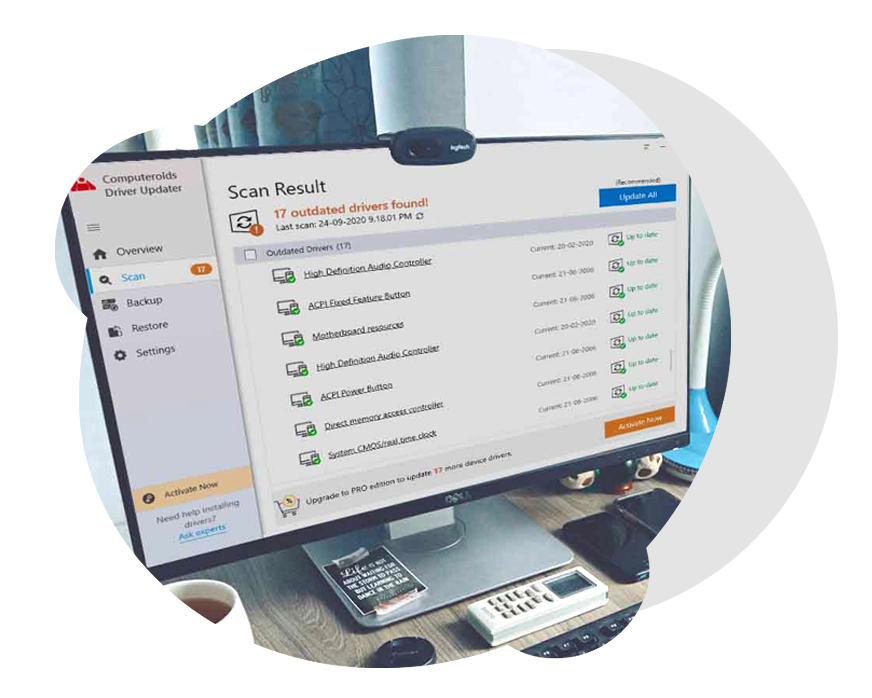 logitech
Computeroids
Driver Updater
Overview
Scan 17
Backup
Restore
Settings
Activate Now
Need help installing
drivers?
Ask experts
Scan Result
17 outdated drivers found!
Last scan: 24-09-2020 9.18.01 PM
(Recommended)
Update All
Outdated Drivers (17)
High Definition Audio Controller Current: 20-02-2020 Up to date
ACPI Fixed Feature Button Current: 21-06-2006 Up to date
Motherboard resources Current: 21-06-2006 Up to date
High Definition Audio Controller Current: 20-02-2020 Up to date
ACPI Power Button Current: 21-06-2006 Up to date
Direct memory access controller Current: 21-06-2006 Up to date
System CMOS/real time clock Current: 21-06-2006 Up to date
Upgrade to PRO edition to update 17 more device drivers.
Activate Now
DELL
Life IS NOT
ABOUT WAITING FOR
THE STORM TO PASS
BUT LEARNING TO
DANCE IN THE RAIN